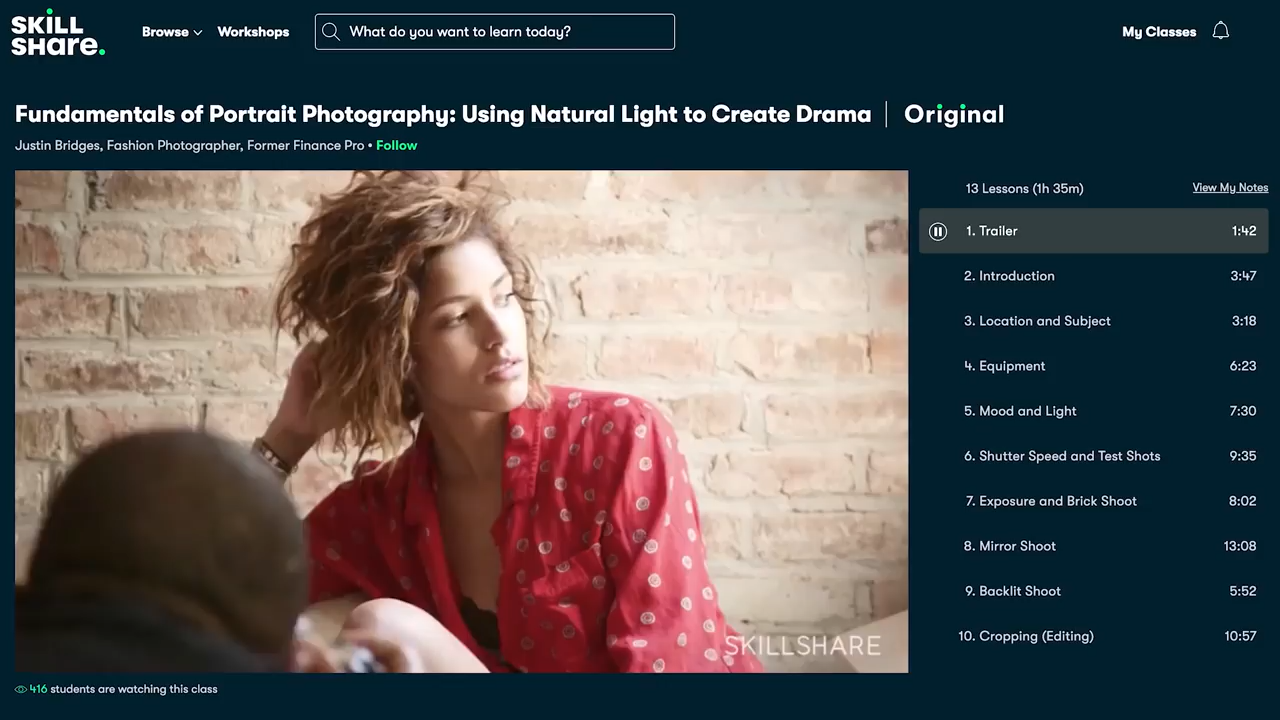 SKILL
SHare.
Browse
Workshops
What do you want to learn today?
My Classes
Fundamentals of Portrait Photography: Using Natural Light to Create Drama | Original
Justin Bridges, Fashion Photographer, Former Finance Pro • Follow
13 Lessons (1h 35m)
View My Notes
1. Trailer 1:42
2. Introduction 3:47
3. Location and Subject 3:18
4. Equipment 6:23
5. Mood and Light 7:30
6. Shutter Speed and Test Shots 9:35
7. Exposure and Brick Shoot 8:02
8. Mirror Shoot 13:08
9. Backlit Shoot 5:52
10. Cropping (Editing) 10:57
SKILLSHARE
416 students are watching this class